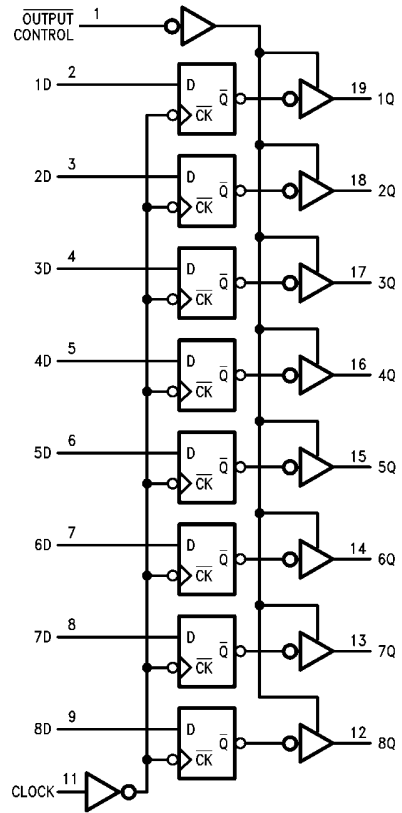 OUTPUT CONTROL 1
1D 2 D CK Q 19 1Q
2D 3 D CK Q 18 2Q
3D 4 D CK Q 17 3Q
4D 5 D CK Q 16 4Q
5D 6 D CK Q 15 5Q
6D 7 D CK Q 14 6Q
7D 8 D CK Q 13 7Q
8D 9 D CK Q 12 8Q
CLOCK 11